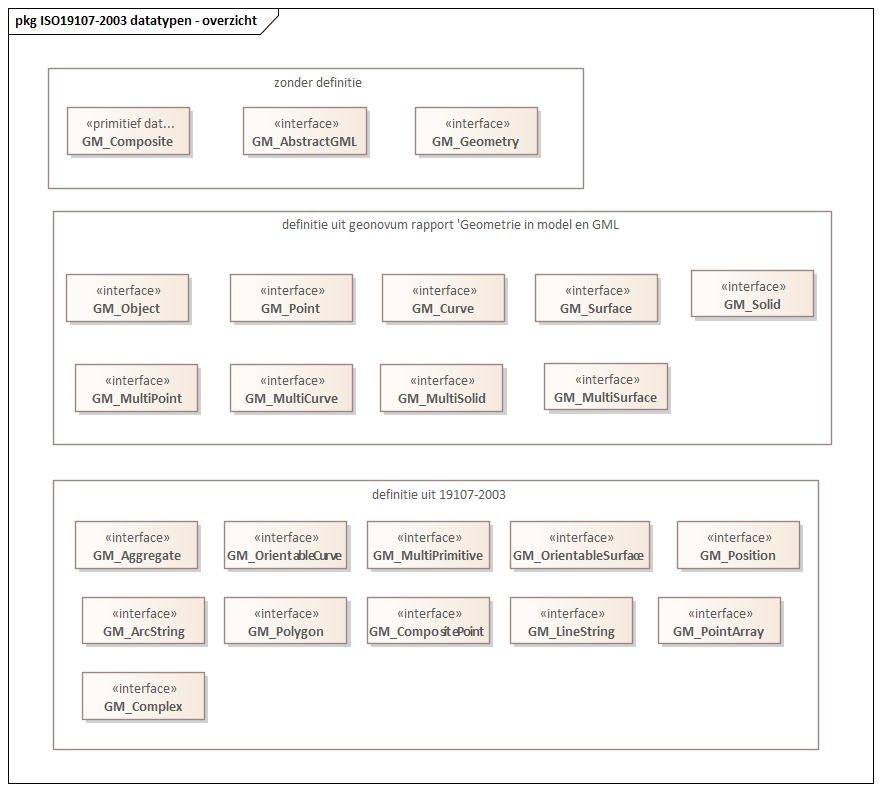 pkg ISO19107-2003 datatypen - overzicht
zonder definitie
«primitief dat...
GM_Composite
«interface»
GM_AbstractGML
«interface»
GM_Geometry
definitie uit geonovum rapport 'Geometrie in model en GML
«interface»
GM_Object
«interface»
GM_Point
«interface»
GM_Curve
«interface»
GM_Surface
«interface»
GM_Solid
«interface»
GM_MultiPoint
«interface»
GM_MultiCurve
«interface»
GM_MultiSolid
«interface»
GM_MultiSurface
definitie uit 19107-2003
«interface»
GM_Aggregate
«interface»
GM_OrientableCurve
«interface»
GM_MultiPrimitive
«interface»
GM_OrientableSurface
«interface»
GM_Position
«interface»
GM_ArcString
«interface»
GM_Polygon
«interface»
GM_CompositePoint
«interface»
GM_LineString
«interface»
GM_PointArray
«interface»
GM_Complex